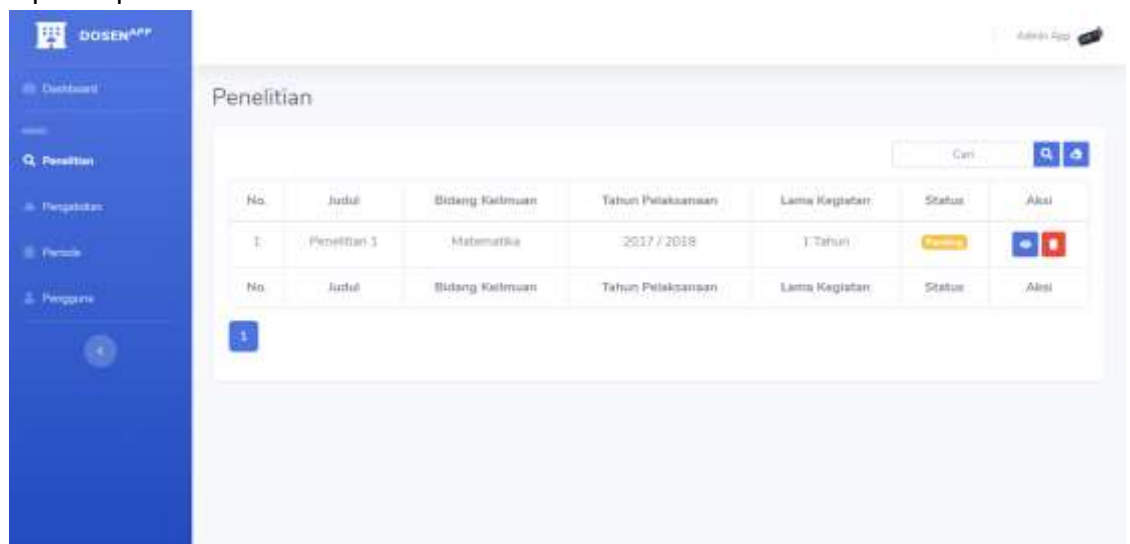 DOSENAPP
Admin App
Dashboard
Penelitian
MENU
Penelitian
Pengabdian
Periode
Pengguna
Cari
No. Judul Bidang Keilmuan Tahun Pelaksanaan Lama Kegiatan Status Aksi
1 Penelitian 1 Matematika 2017 / 2018 1 Tahun Pending
No. Judul Bidang Keilmuan Tahun Pelaksanaan Lama Kegiatan Status Aksi
1